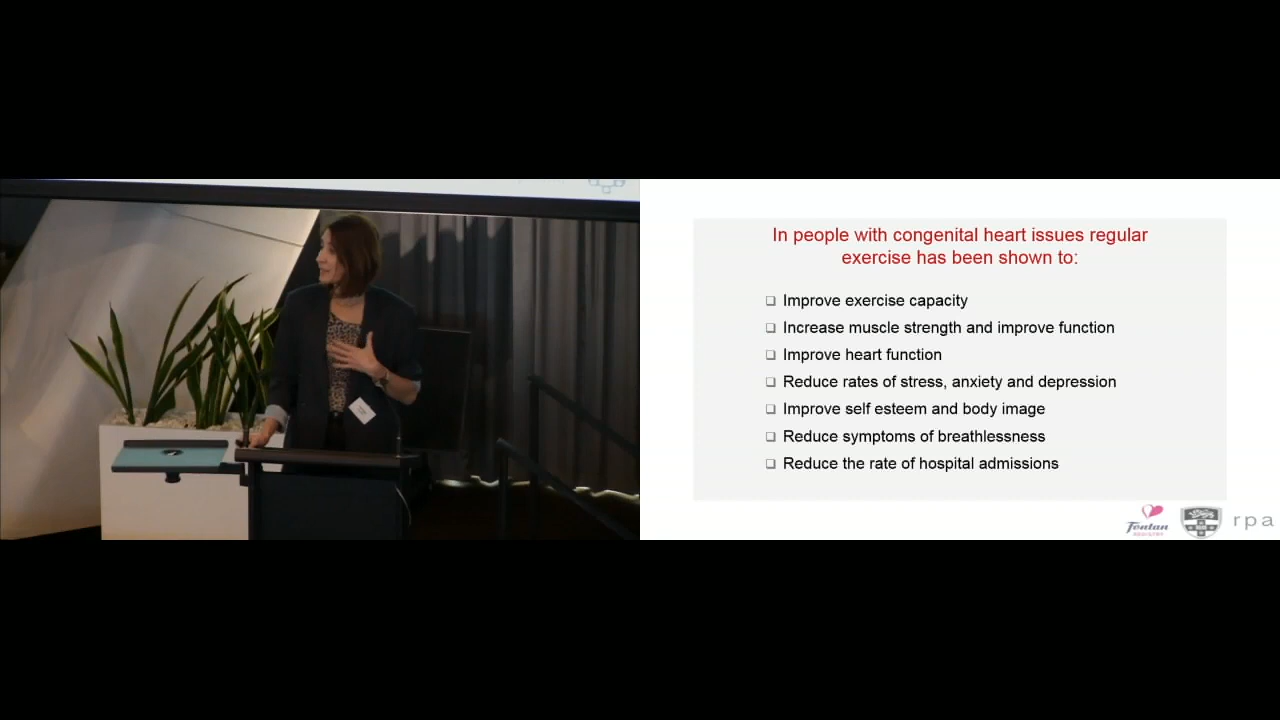 In people with congenital heart issues regular
exercise has been shown to:
❑ Improve exercise capacity
❑ Increase muscle strength and improve function
❑ Improve heart function
❑ Reduce rates of stress, anxiety and depression
❑ Improve self esteem and body image
❑ Reduce symptoms of breathlessness
❑ Reduce the rate of hospital admissions
Fontan
REGISTRY
rpa